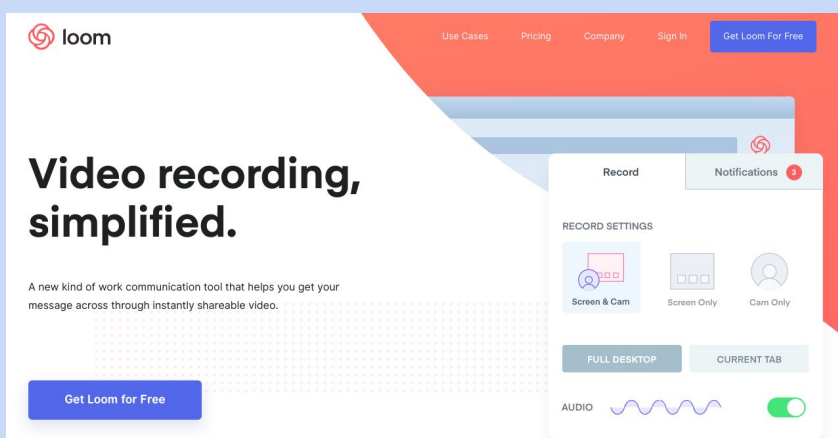 loom
Use Cases
Pricing
Company
Sign In
Get Loom For Free
Video recording,
simplified.
A new kind of work communication tool that helps you get your
message across through instantly shareable video.
Get Loom for Free
Record
Notifications 3
RECORD SETTINGS
Screen & Cam
Screen Only
Cam Only
FULL DESKTOP
CURRENT TAB
AUDIO